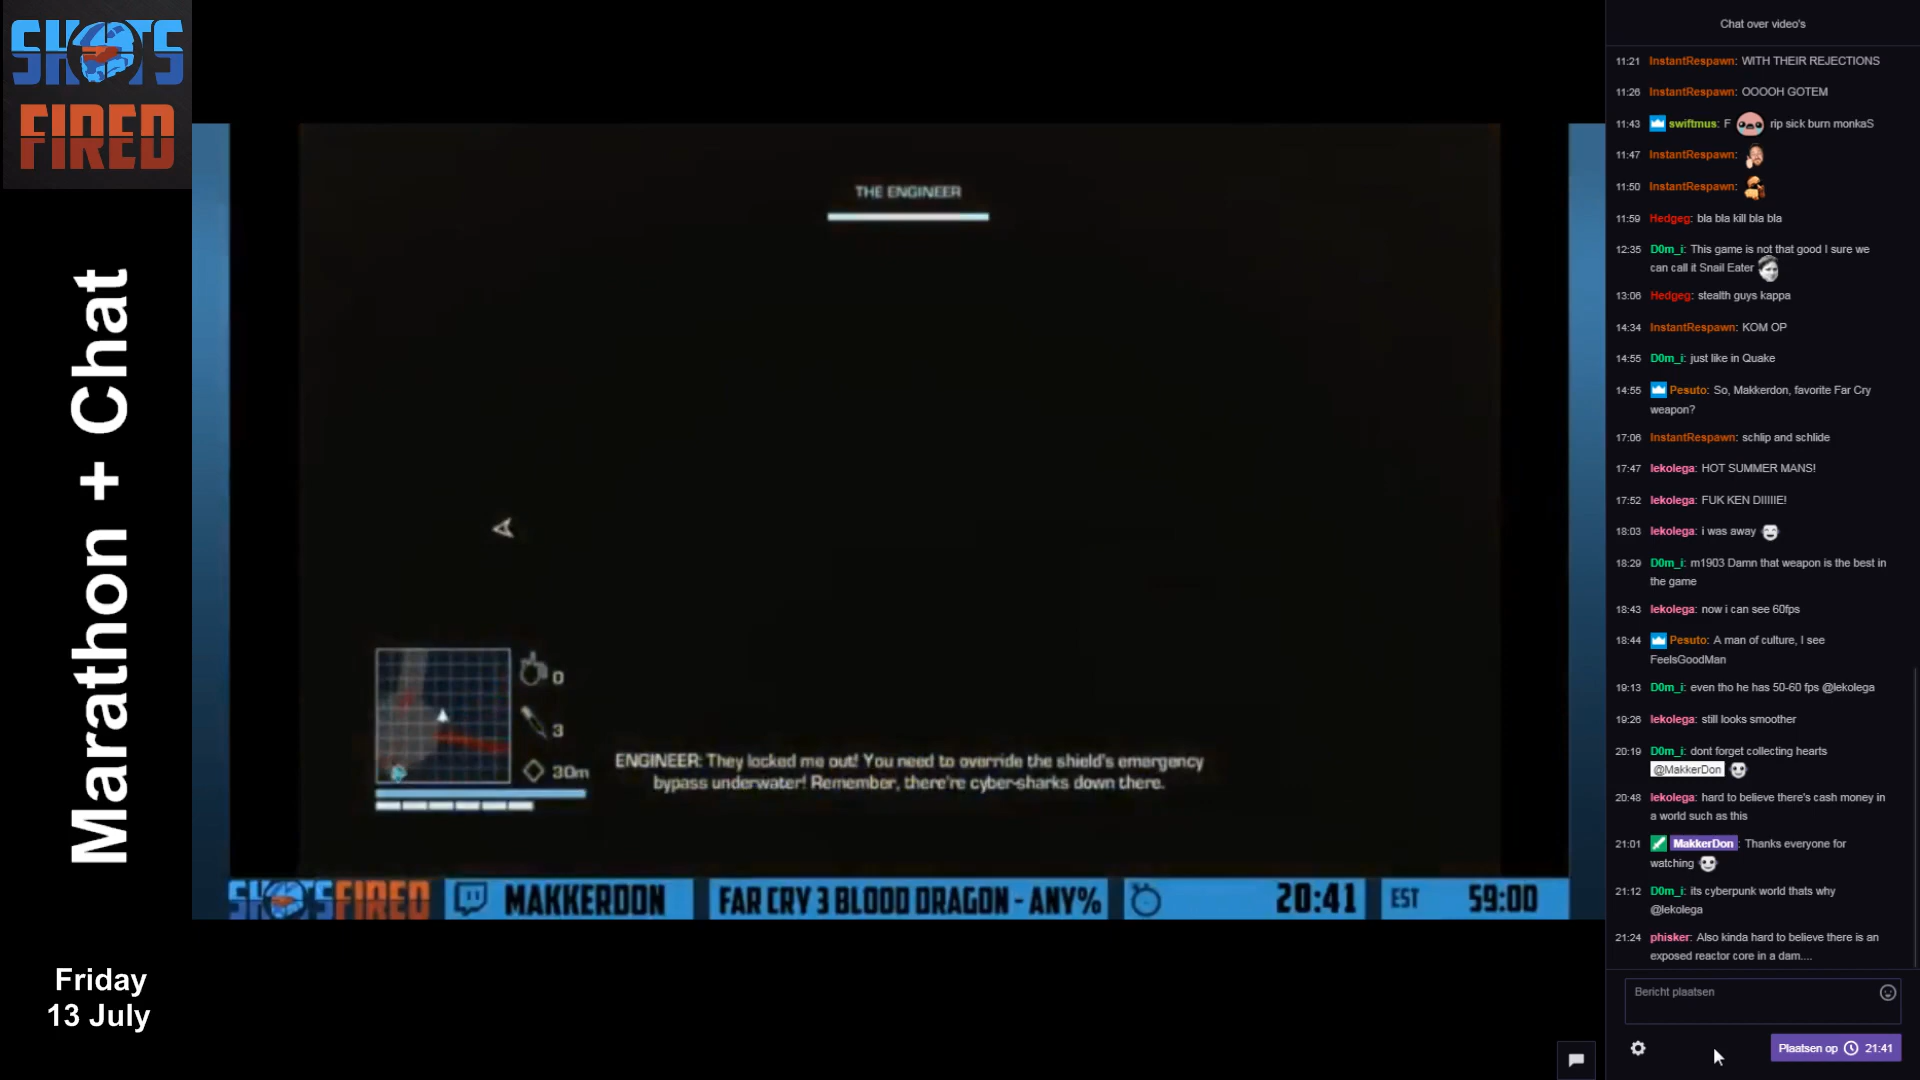 SHOTS
FIRED
Marathon + Chat
Friday
13 July
THE ENGINEER
0
3
30m
ENGINEER: They locked me out! You need to override the shield's emergency
bypass underwater! Remember, there're cyber-sharks down there.
SHOTSFIRED
MAKKERDON
FAR CRY 3 BLOOD DRAGON - ANY%
20:41
EST
59:00
Chat over video's
11:21 InstantRespawn: WITH THEIR REJECTIONS
11:26 InstantRespawn: OOOOH GOTEM
11:43 swiftmus: F rip sick burn monkaS
11:47 InstantRespawn:
11:50 InstantRespawn:
11:59 Hedgeg: bla bla kill bla bla
12:35 D0m_i: This game is not that good I sure we
can call it Snail Eater
13:06 Hedgeg: stealth guys kappa
14:34 InstantRespawn: KOM OP
14:55 D0m_i: just like in Quake
14:55 Pesuto: So, Makkerdon, favorite Far Cry
weapon?
17:06 InstantRespawn: schlip and schlide
17:47 lekolega: HOT SUMMER MANS!
17:52 lekolega: FUK KEN DIIIIIE!
18:03 lekolega: i was away
18:29 D0m_i: m1903 Damn that weapon is the best in
the game
18:43 lekolega: now i can see 60fps
18:44 Pesuto: A man of culture, I see
FeelsGoodMan
19:13 D0m_i: even tho he has 50-60 fps @lekolega
19:26 lekolega: still looks smoother
20:19 D0m_i: dont forget collecting hearts
@MakkerDon
20:48 lekolega: hard to believe there's cash money in
a world such as this
21:01 MakkerDon: Thanks everyone for
watching
21:12 D0m_i: its cyberpunk world thats why
@lekolega
21:24 phisker: Also kinda hard to believe there is an
exposed reactor core in a dam....
Bericht plaatsen
Plaatsen op 21:41